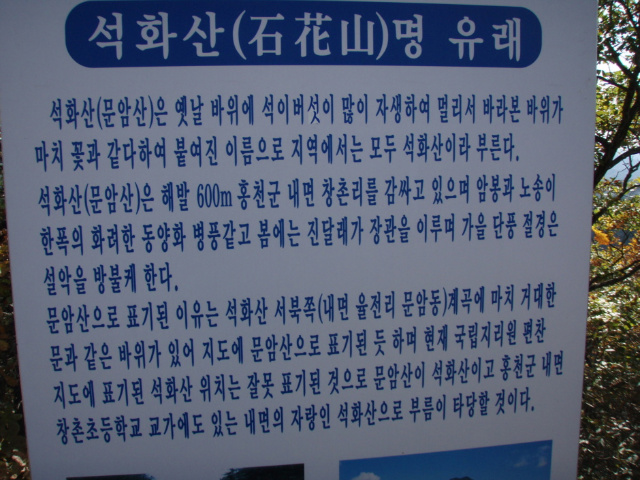 석화산(石花山)명 유래
석화산(문암산)은 옛날 바위에 석이버섯이 많이 자생하여 멀리서 바라본 바위가
마치 꽃과 같다하여 붙여진 이름으로 지역에서는 모두 석화산이라 부른다.
석화산(문암산)은 해발 600m 홍천군 내면 창촌리를 감싸고 있으며 암봉과 노송이
한폭의 화려한 동양화 병풍같고 봄에는 진달래가 장관을 이루며 가을 단풍 절경은
설악을 방불케 한다.
문암산으로 표기된 이유는 석화산 서북쪽(내면 율전리 문암동)계곡에 마치 거대한
문과 같은 바위가 있어 지도에 문암산으로 표기된 듯 하며 현재 국립지리원 편찬
지도에 표기된 석화산 위치는 잘못 표기된 것으로 문암산이 석화산이고 홍천군 내면
창촌초등학교 교가에도 있는 내면의 자랑인 석화산으로 부름이 타당할 것이다.